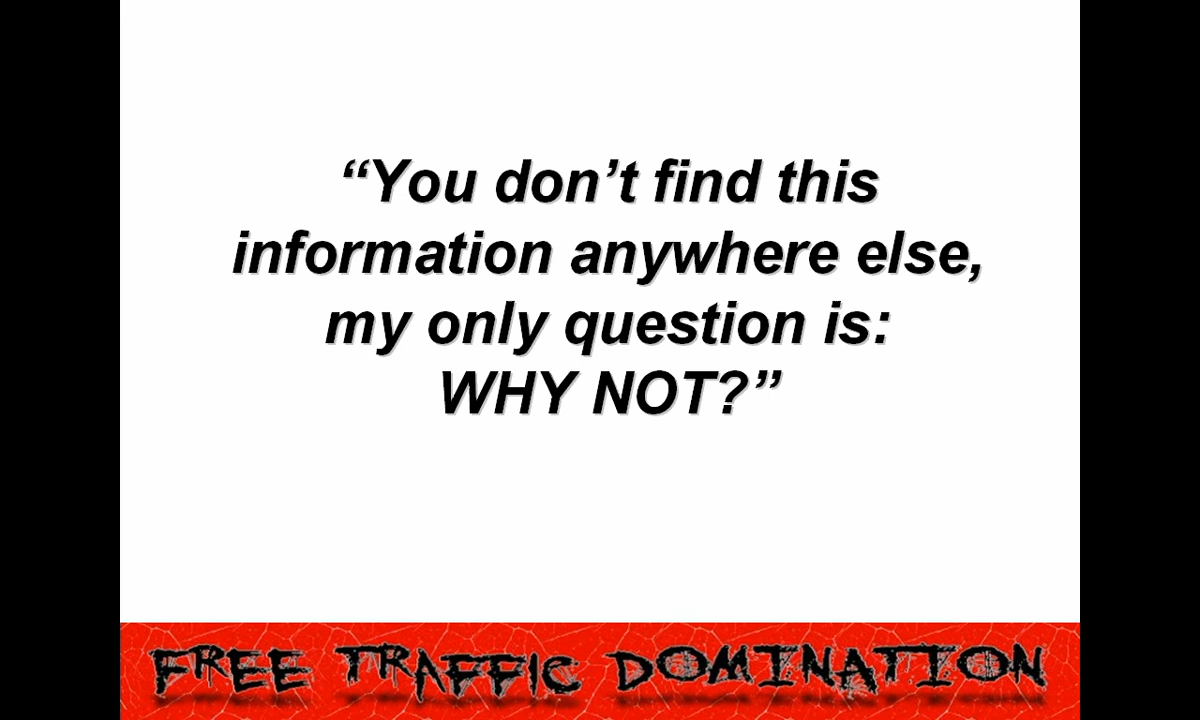 “You don’t find this
information anywhere else,
my only question is:
WHY NOT?”
FREE TRAFFIC DOMINATION